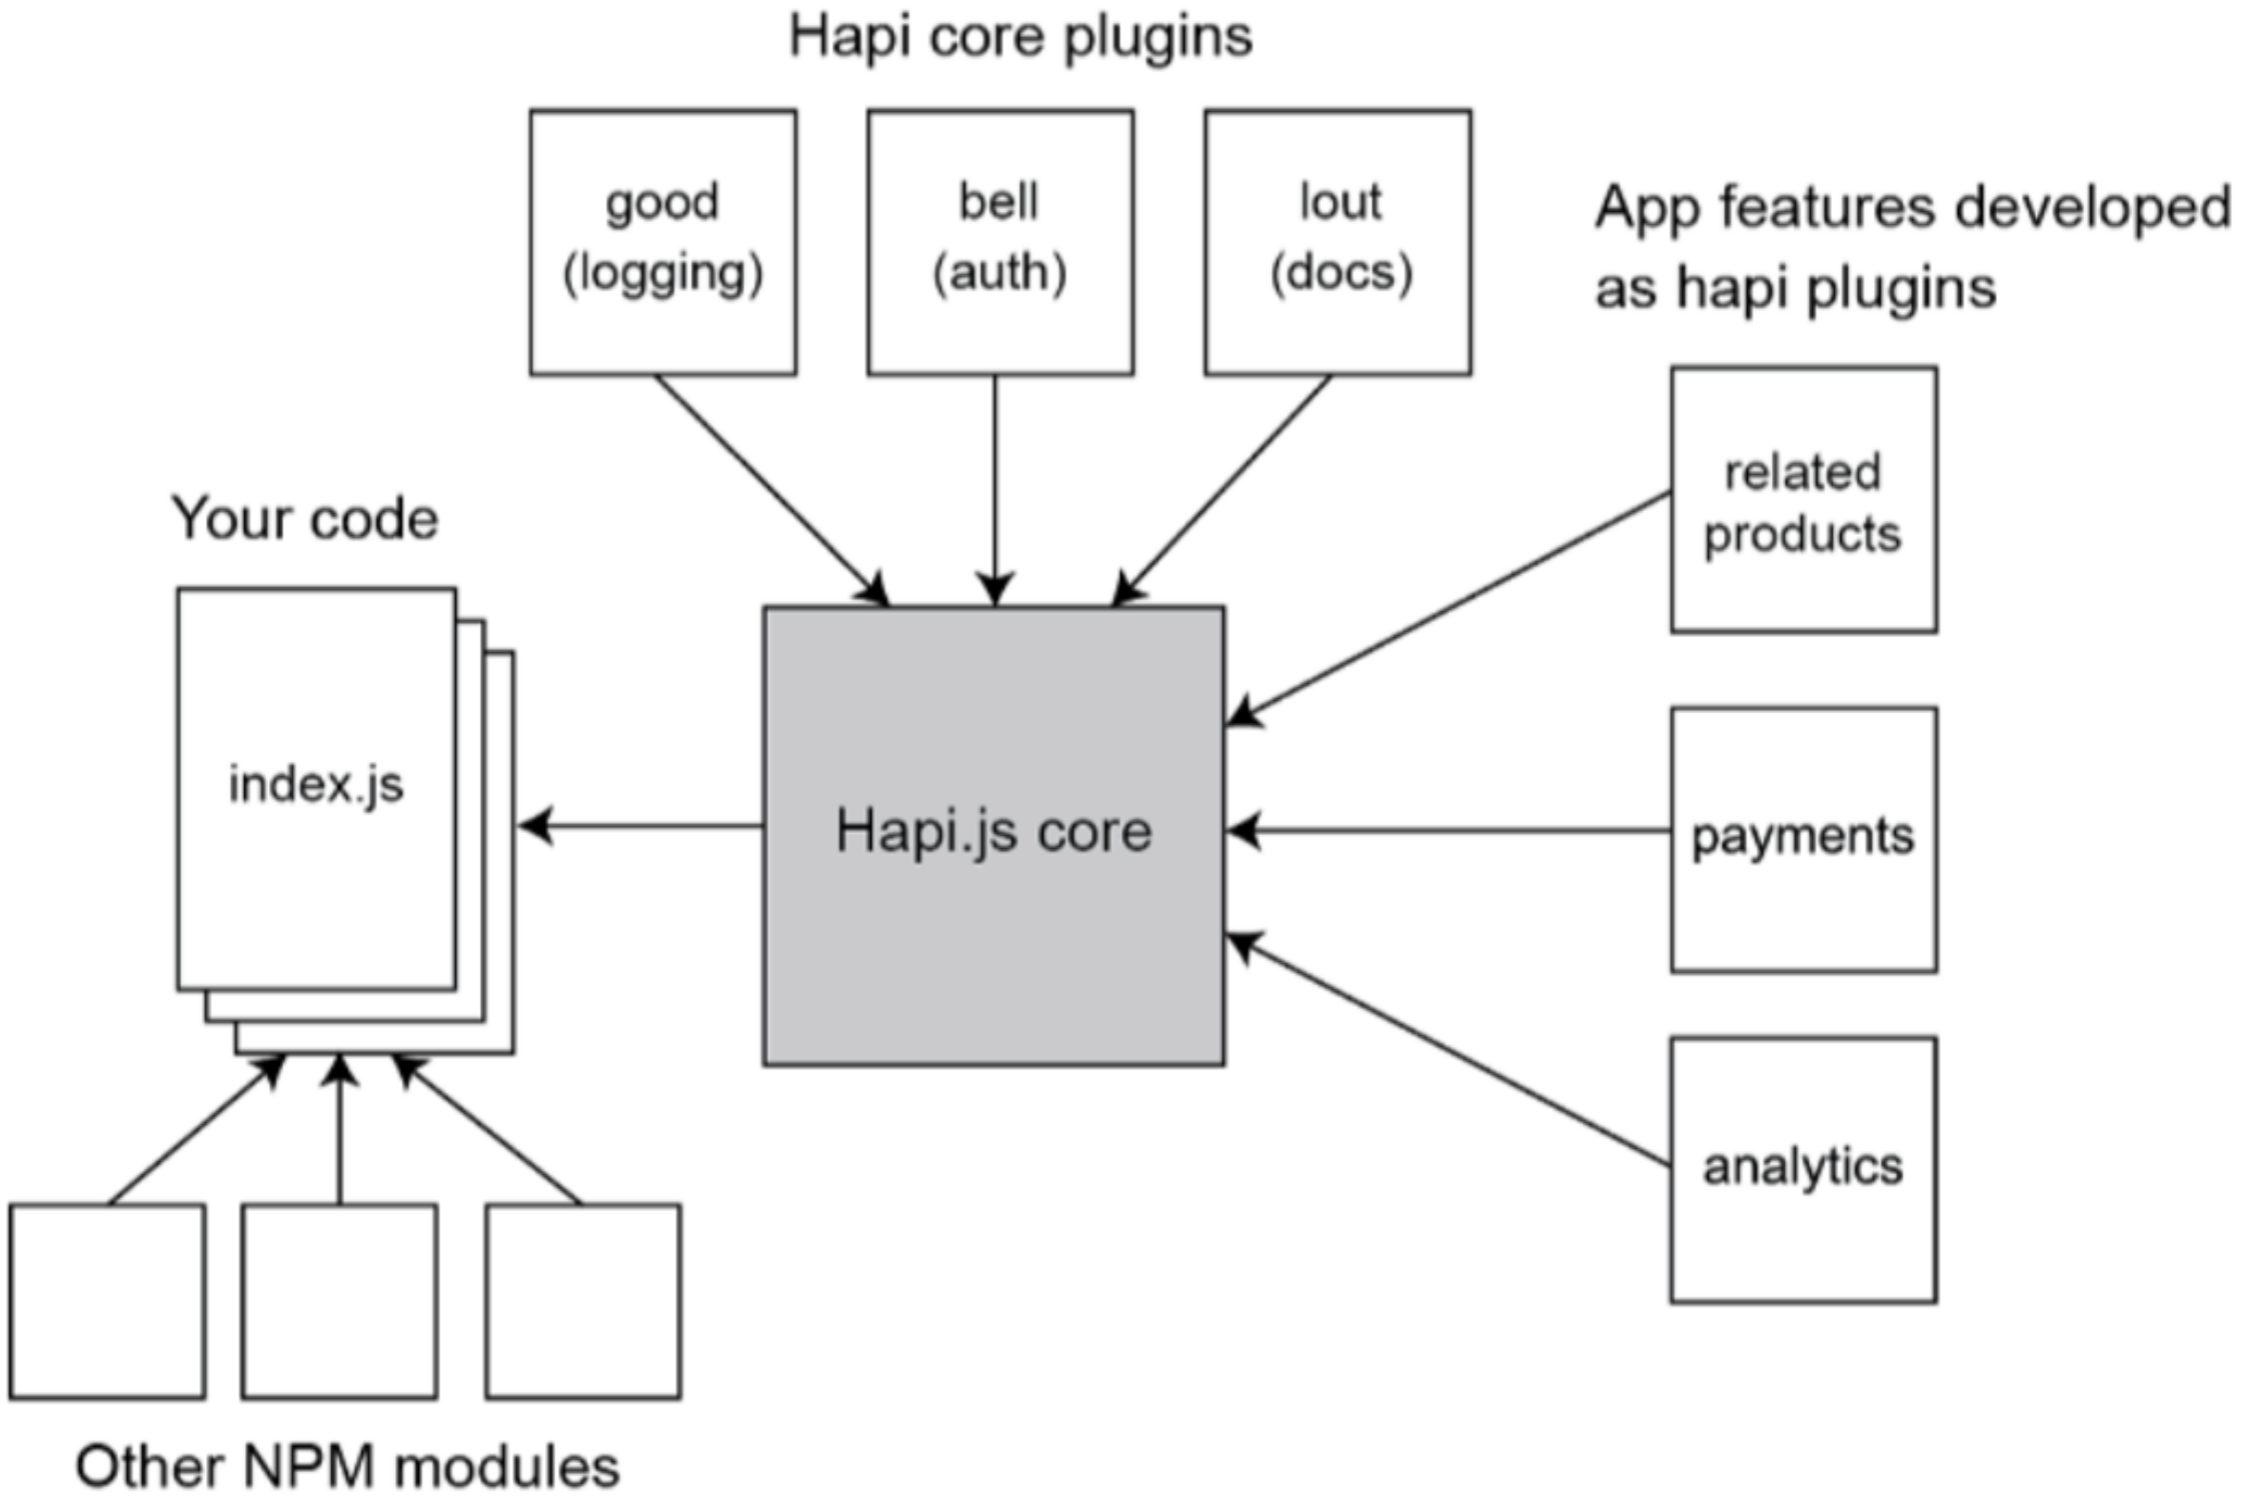 Hapi core plugins
good
(logging)
bell
(auth)
lout
(docs)
App features developed
as hapi plugins
related
products
Your code
index.js
Hapi.js core
payments
analytics
Other NPM modules